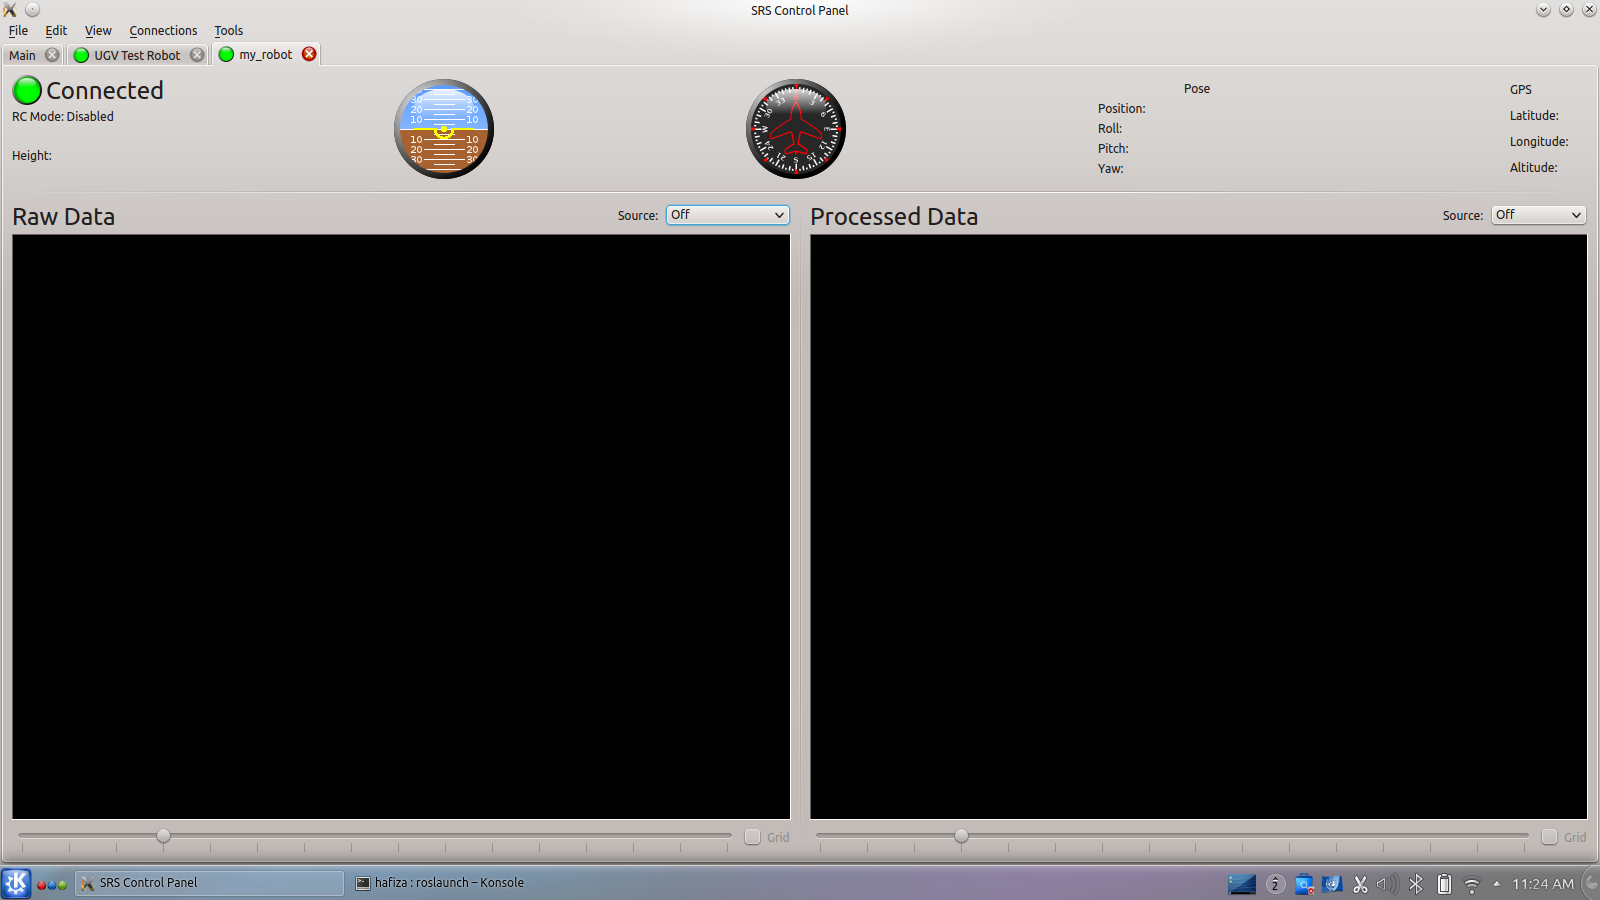 SRS Control Panel
File Edit View Connections Tools
Main UGV Test Robot my_robot
Connected
RC Mode: Disabled
Height:
30 30
20 20
10 10
10 10
20 20
30 30
3 6 E 12 15 S 21 24 W 30 33
Pose
Position:
Roll:
Pitch:
Yaw:
GPS
Latitude:
Longitude:
Altitude:
Raw Data Source: Off
Processed Data Source: Off
Grid
Grid
SRS Control Panel hafiza : roslaunch – Konsole 2 11:24 AM